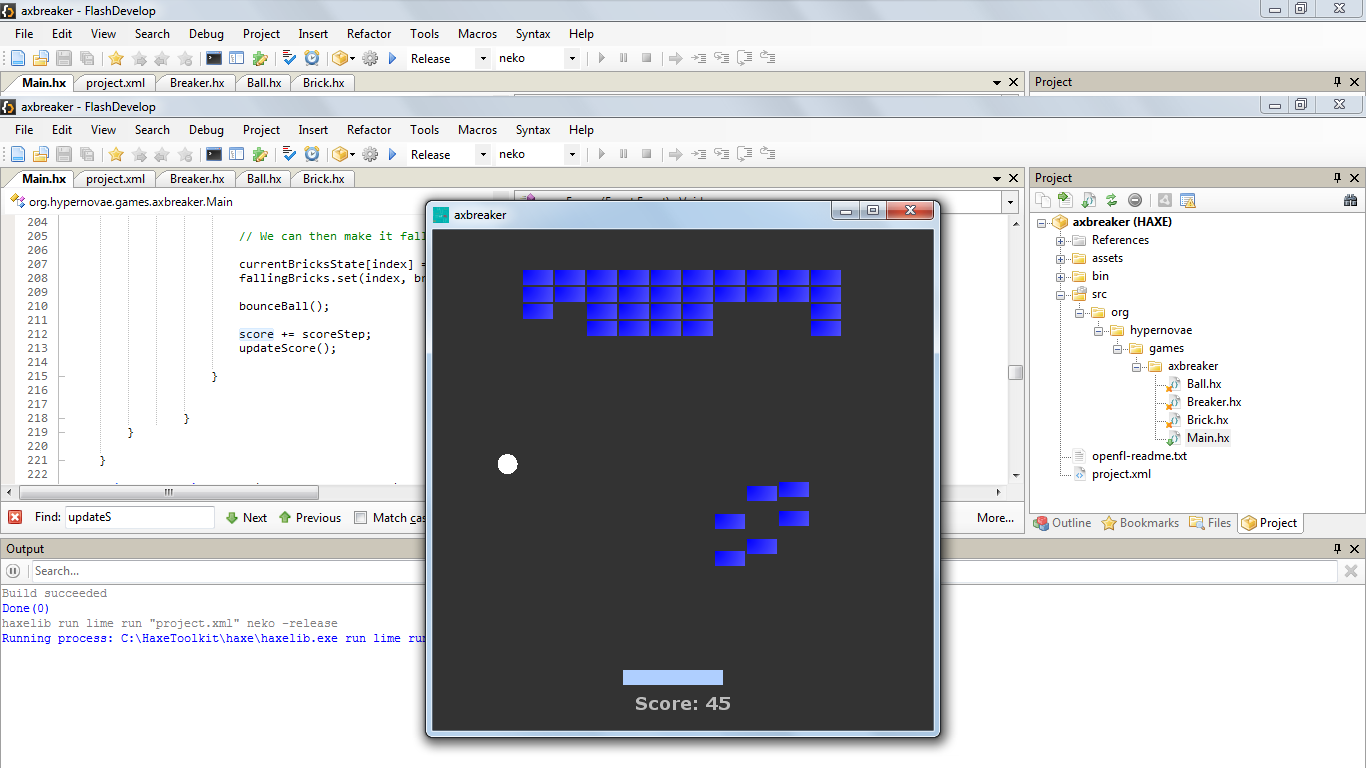 axbreaker - FlashDevelop
File Edit View Search Debug Project Insert Refactor Tools Macros Syntax Help
Release neko
Main.hx project.xml Breaker.hx Ball.hx Brick.hx
Project
axbreaker - FlashDevelop
File Edit View Search Debug Project Insert Refactor Tools Macros Syntax Help
Release neko
Main.hx project.xml Breaker.hx Ball.hx Brick.hx
Project
org.hypernovae.games.axbreaker.Main
204
205 // We can then make it fall
206
207 currentBricksState[index] =
208 fallingBricks.set(index, br
209
210 bounceBall();
211
212 score += scoreStep;
213 updateScore();
214
215 }
216
217
218 }
219 }
220
221 }
222
axbreaker
Score: 45
axbreaker (HAXE)
References
assets
bin
src
org
hypernovae
games
axbreaker
Ball.hx
Breaker.hx
Brick.hx
Main.hx
openfl-readme.txt
project.xml
Find: updateS Next Previous Match cas More...
Outline Bookmarks Files Project
Output
Search...
Build succeeded
Done(0)
haxelib run lime run "project.xml" neko -release
Running process: C:\HaxeToolkit\haxe\haxelib.exe run lime run